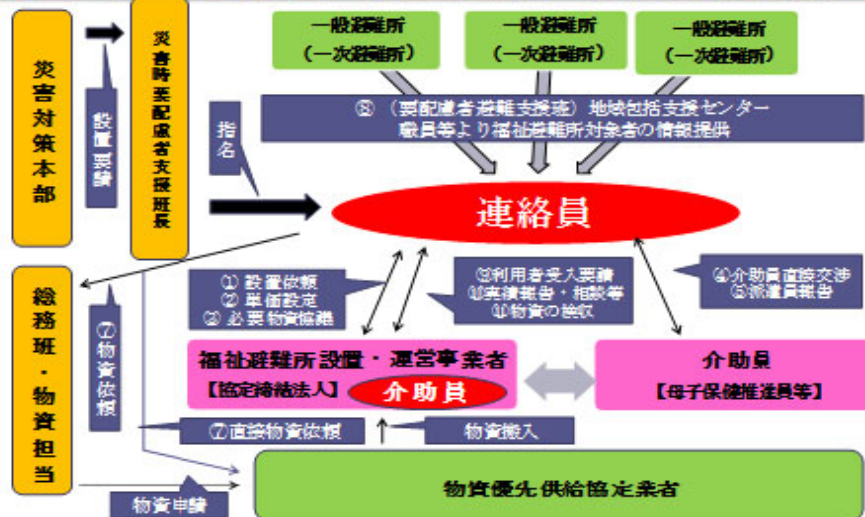 災害対策本部
設置要請
災害時要配慮者支援班長
一般避難所
(一次避難所)
一般避難所
(一次避難所)
一般避難所
(一次避難所)
⑧(要配慮者避難支援班)地域包括支援センター
職員等より福祉避難所対象者の情報提供
指名
連絡員
① 設置依頼
② 単価設定
③ 必要物資協議
⑨利用者受入要請
⑩実績報告・相談等
⑪物資の検収
④介助員直接交渉
⑤派遣員報告
総務班・物資担当
⑦物資依頼
福祉避難所設置・運営事業者
【協定締結法人】
介助員
介助員
【母子保健推進員等】
⑦直接物資依頼
物資搬入
物資申請
物資優先供給協定業者